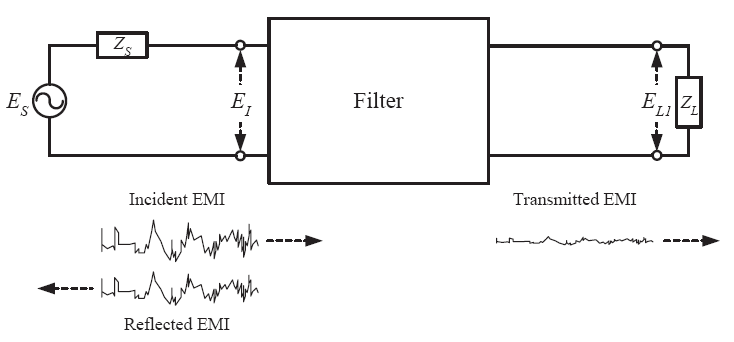 Z_S
E_S
E_I
Filter
E_L1
Z_L
Incident EMI
Transmitted EMI
Reflected EMI